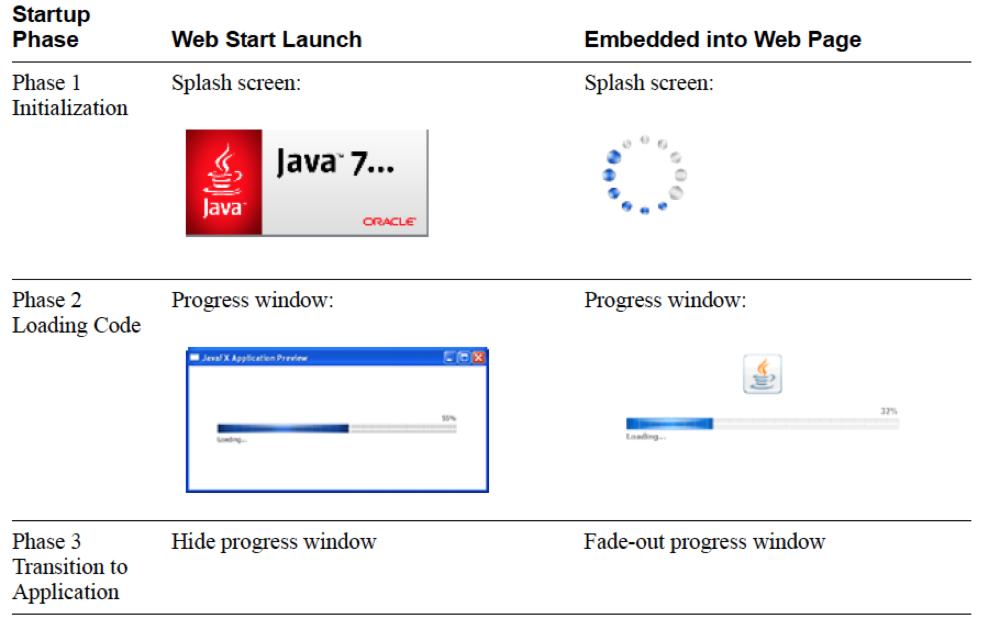 Startup
Phase
Web Start Launch
Embedded into Web Page
Phase 1
Initialization
Splash screen:
Splash screen:
Java™
Java™ 7...
ORACLE
Phase 2
Loading Code
Progress window:
Progress window:
JavaFX Application Preview
55%
Loading...
32%
Loading...
Phase 3
Transition to
Application
Hide progress window
Fade-out progress window